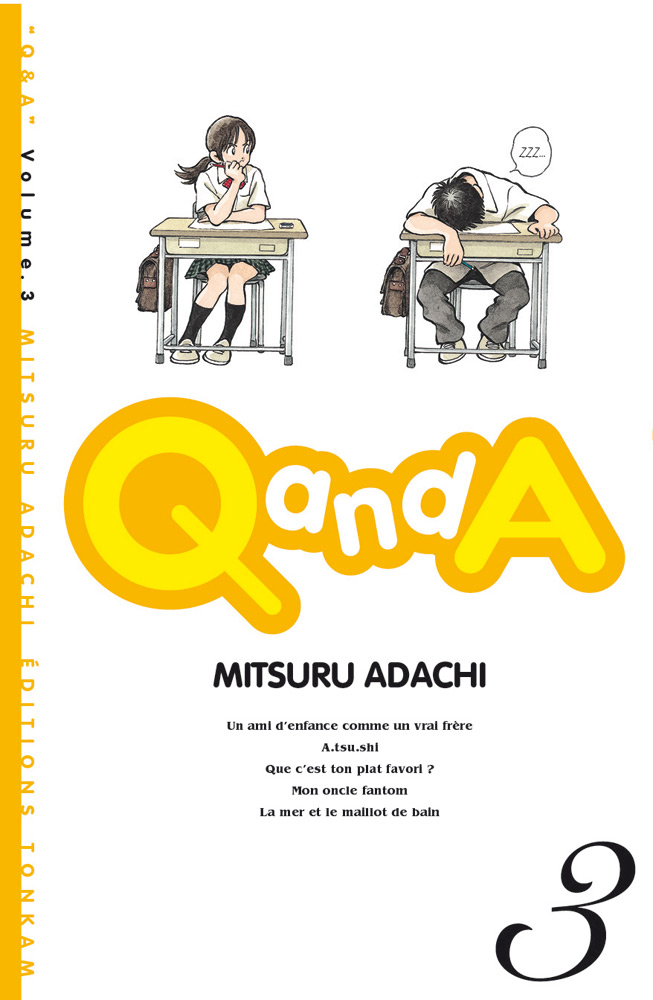 "Q&A" Volume.3 MITSURU ADACHI ÉDITIONS TONKAM
ZZZ...
Q and A
MITSURU ADACHI
Un ami d'enfance comme un vrai frère
A.tsu.shi
Que c'est ton plat favori ?
Mon oncle fantom
La mer et le maillot de bain
3